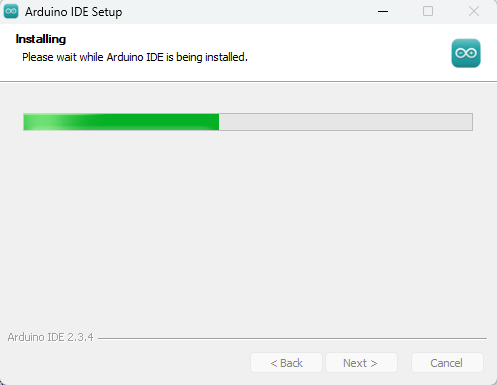 Arduino IDE Setup
Installing
Please wait while Arduino IDE is being installed.
Arduino IDE 2.3.4
< Back
Next >
Cancel